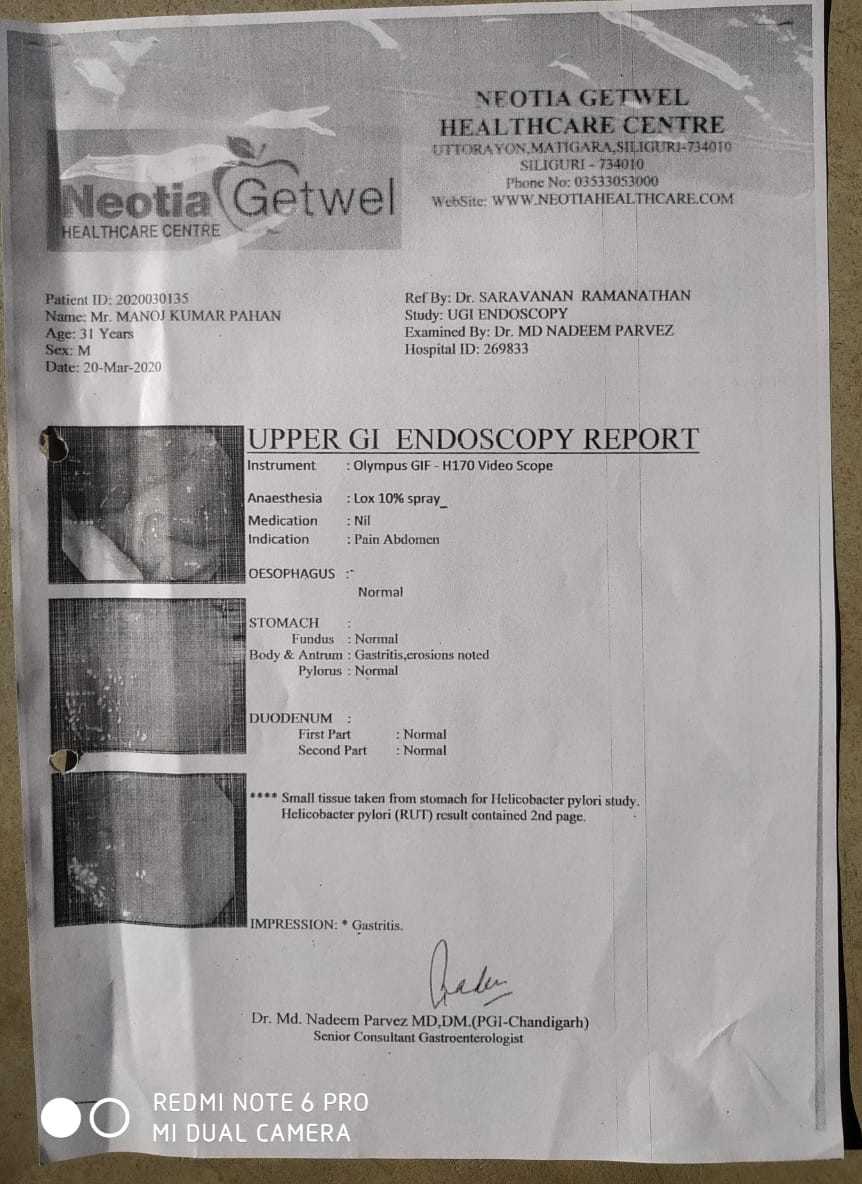 NEOTIA GETWEL
HEALTHCARE CENTRE
UTTORAYON,MATIGARA,SILIGURI-734010
SILIGURI - 734010
Phone No: 03533053000
WebSite: WWW.NEOTIAHEALTHCARE.COM
Neotia Getwel
HEALTHCARE CENTRE
Patient ID: 2020030135
Name: Mr. MANOJ KUMAR PAHAN
Age: 31 Years
Sex: M
Date: 20-Mar-2020
Ref By: Dr. SARAVANAN RAMANATHAN
Study: UGI ENDOSCOPY
Examined By: Dr. MD NADEEM PARVEZ
Hospital ID: 269833
UPPER GI ENDOSCOPY REPORT
Instrument : Olympus GIF - H170 Video Scope
Anaesthesia : Lox 10% spray_
Medication : Nil
Indication : Pain Abdomen
OESOPHAGUS :-
Normal
STOMACH :
Fundus : Normal
Body & Antrum : Gastritis,erosions noted
Pylorus : Normal
DUODENUM :
First Part : Normal
Second Part : Normal
**** Small tissue taken from stomach for Helicobacter pylori study.
Helicobacter pylori (RUT) result contained 2nd page.
IMPRESSION: * Gastritis.
Dr. Md. Nadeem Parvez MD,DM.(PGI-Chandigarh)
Senior Consultant Gastroenterologist
REDMI NOTE 6 PRO
MI DUAL CAMERA